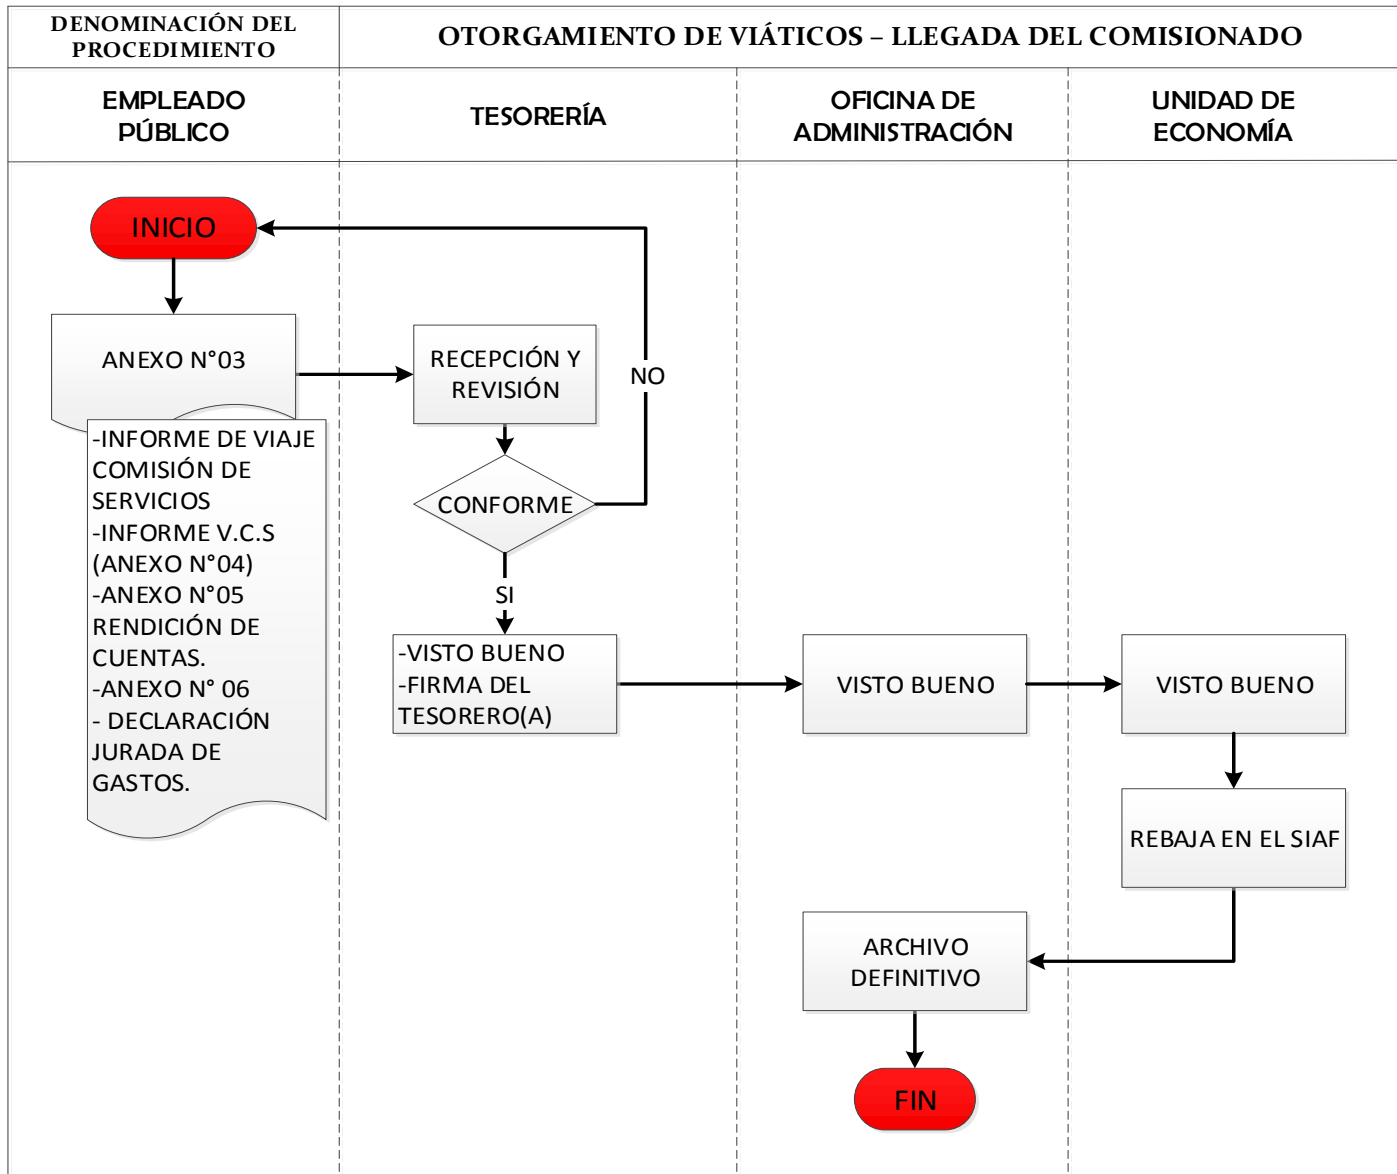 DENOMINACIÓN DEL
PROCEDIMIENTO
OTORGAMIENTO DE VIÁTICOS – LLEGADA DEL COMISIONADO
EMPLEADO
PÚBLICO
TESORERÍA
OFICINA DE
ADMINISTRACIÓN
UNIDAD DE
ECONOMÍA
INICIO
ANEXO N°03
RECEPCIÓN Y
REVISIÓN
NO
-INFORME DE VIAJE
COMISIÓN DE
SERVICIOS
-INFORME V.C.S
(ANEXO N°04)
-ANEXO N°05
RENDICIÓN DE
CUENTAS.
-ANEXO N° 06
- DECLARACIÓN
JURADA DE
GASTOS.
CONFORME
SI
-VISTO BUENO
-FIRMA DEL
TESORERO(A)
VISTO BUENO
VISTO BUENO
REBAJA EN EL SIAF
ARCHIVO
DEFINITIVO
FIN